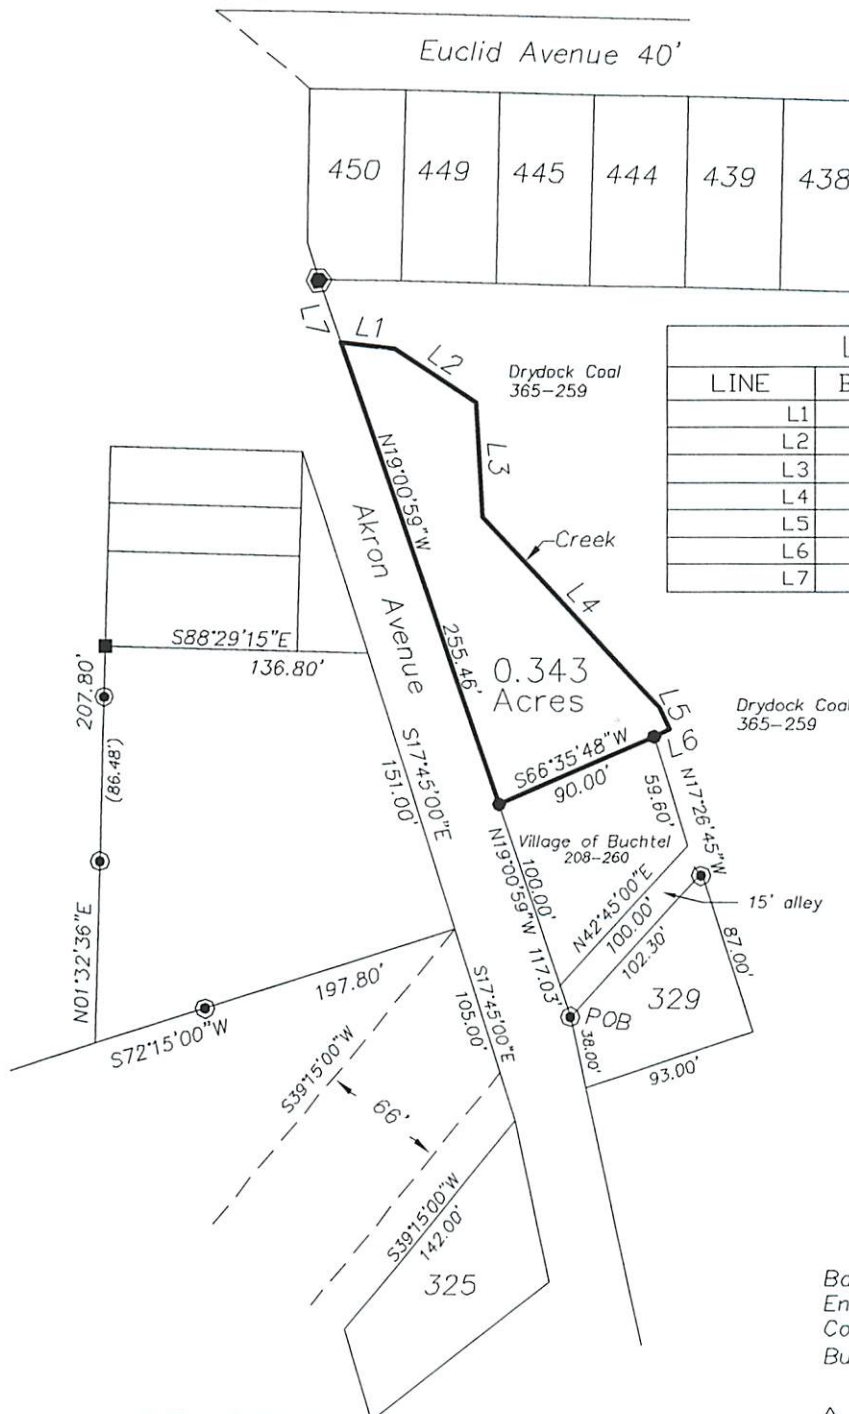 Euclid Avenue 40'
450
449
445
444
439
438
L7
L1
L2
L3
L4
L5
L6
Drydock Coal
365-259
LINE
L1
L2
L3
L4
L5
L6
L7
N19°00'59"W
255.46'
Akron Avenue
Creek
0.343
Acres
S88°29'15"E
136.80'
207.80'
(86.48')
N01°32'36"E
S17°45'00"E
151.00'
Drydock Coal
365-259
S66°35'48"W
90.00'
59.60'
N17°26'45"W
Village of Buchtel
208-260
N19°00'59"W
100.00'
117.03'
N42°45'00"E
100.00'
102.30'
15' alley
87.00'
329
POB
38.00'
93.00'
197.80'
S72°15'00"W
S17°45'00"E
105.00'
S39°15'00"W
66'
S39°15'00"W
142.00'
325
En
Co
Bu